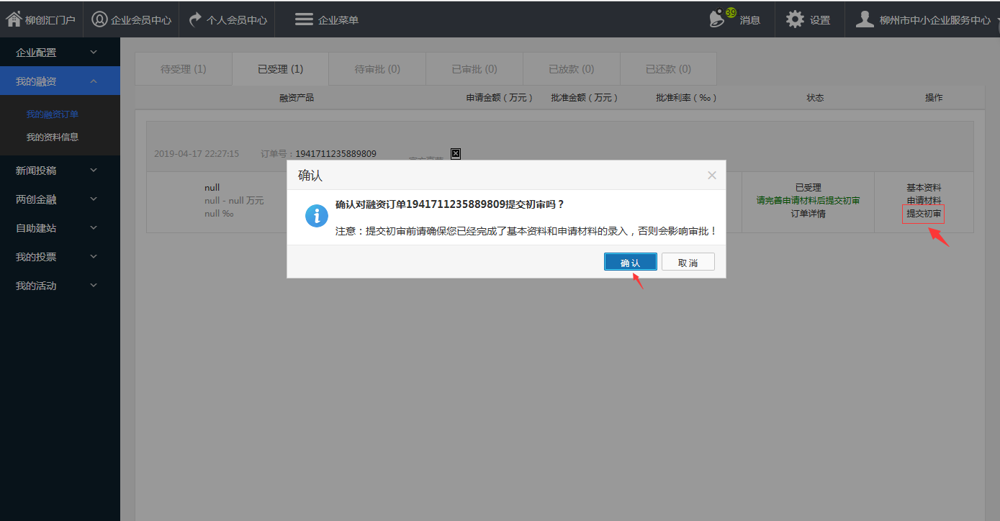 柳创汇门户 企业会员中心 个人会员中心 企业菜单 39 消息 设置 柳州市中小企业服务中心
企业配置
我的融资
我的融资订单
我的资料信息
新闻投稿
两创金融
自助建站
我的投票
我的活动
待受理 (1) 已受理 (1) 待审批 (0) 已审批 (0) 已放款 (0) 已还款 (0)
融资产品 申请金额 ( 万元 ) 批准金额 ( 万元 ) 批准利率 ( ‰ ) 状态 操作
2019-04-17 22:27:15 订单号：1941711235889809
null
null - null 万元
null ‰
已受理
请完善申请材料后提交初审
订单详情
基本资料
申请材料
提交初审
确认
确认对融资订单1941711235889809提交初审吗？
注意：提交初审前请确保您已经完成了基本资料和申请材料的录入，否则会影响审批！
确 认 取 消